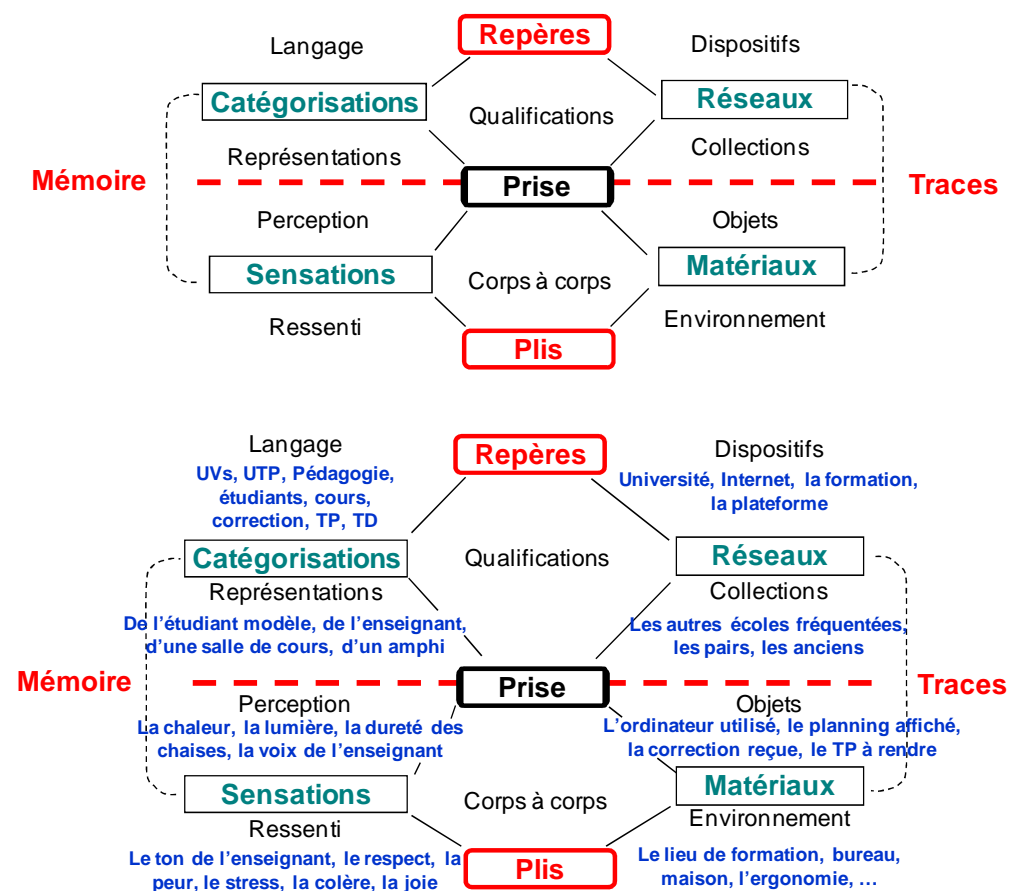 Repères
Langage
Dispositifs
Catégorisations
Réseaux
Qualifications
Représentations
Collections
Mémoire
Prise
Traces
Perception
Objets
Sensations
Matériaux
Corps à corps
Ressenti
Environnement
Plis
Langage
Repères
Dispositifs
UVs, UTP, Pédagogie,
étudiants, cours,
correction, TP, TD
Université, Internet, la formation,
la plateforme
Catégorisations
Qualifications
Réseaux
Représentations
Collections
De l’étudiant modèle, de l’enseignant,
d’une salle de cours, d’un amphi
Les autres écoles fréquentées,
les pairs, les anciens
Mémoire
Prise
Traces
Perception
Objets
La chaleur, la lumière, la dureté des
chaises, la voix de l’enseignant
L’ordinateur utilisé, le planning affiché,
la correction reçue, le TP à rendre
Sensations
Corps à corps
Matériaux
Ressenti
Environnement
Le ton de l’enseignant, le respect, la
peur, le stress, la colère, la joie
Plis
Le lieu de formation, bureau,
maison, l’ergonomie, …